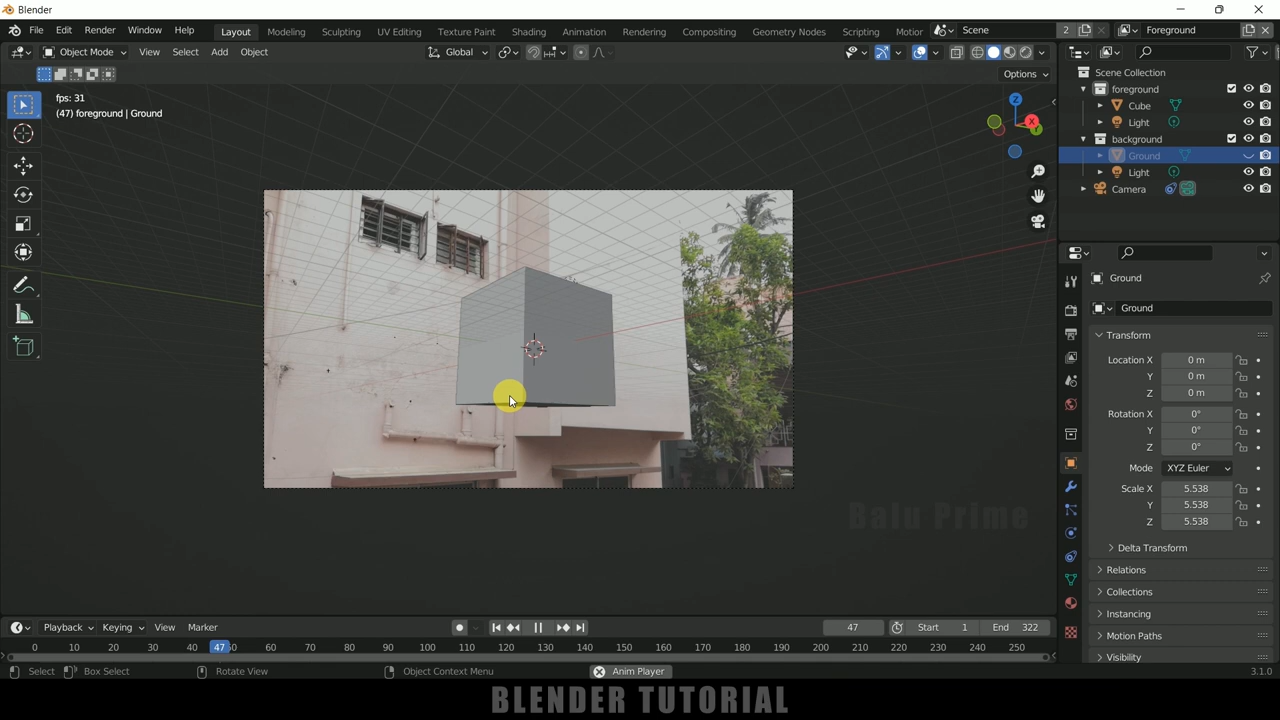 Blender
File Edit Render Window Help Layout Modeling Sculpting UV Editing Texture Paint Shading Animation Rendering Compositing Geometry Nodes Scripting Motior Scene 2 Foreground
Object Mode View Select Add Object Global
Options
fps: 31
(47) foreground | Ground
Z
X
Y
Scene Collection
foreground
Cube
Light
background
Ground
Light
Camera
Ground
Ground
Transform
Location X 0 m
Y 0 m
Z 0 m
Rotation X 0°
Y 0°
Z 0°
Mode XYZ Euler
Scale X 5.538
Y 5.538
Z 5.538
Delta Transform
Relations
Collections
Instancing
Motion Paths
Visibility
Balu Prime
Playback Keying View Marker 47 Start 1 End 322
0 10 20 30 40 47 50 60 70 80 90 100 110 120 130 140 150 160 170 180 190 200 210 220 230 240 250
Select Box Select Rotate View Object Context Menu Anim Player 3.1.0
BLENDER TUTORIAL